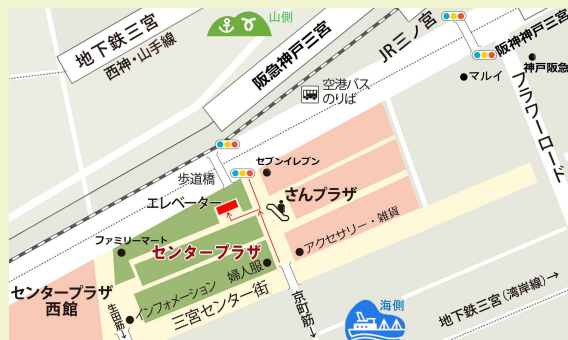 山側
地下鉄三宮
西神・山手線
阪急神戸三宮
JR三ノ宮
阪神神戸三宮
神戸阪急
マルイ
フラワーロード
空港バス
のりば
歩道橋
セブンイレブン
エレベーター
さんプラザ
ファミリーマート
センタープラザ
アクセサリー・雑貨
センタープラザ
西館
生田筋→
インフォメーション
婦人服
三宮センター街
京町筋→
海側
地下鉄三宮(湾岸線)→